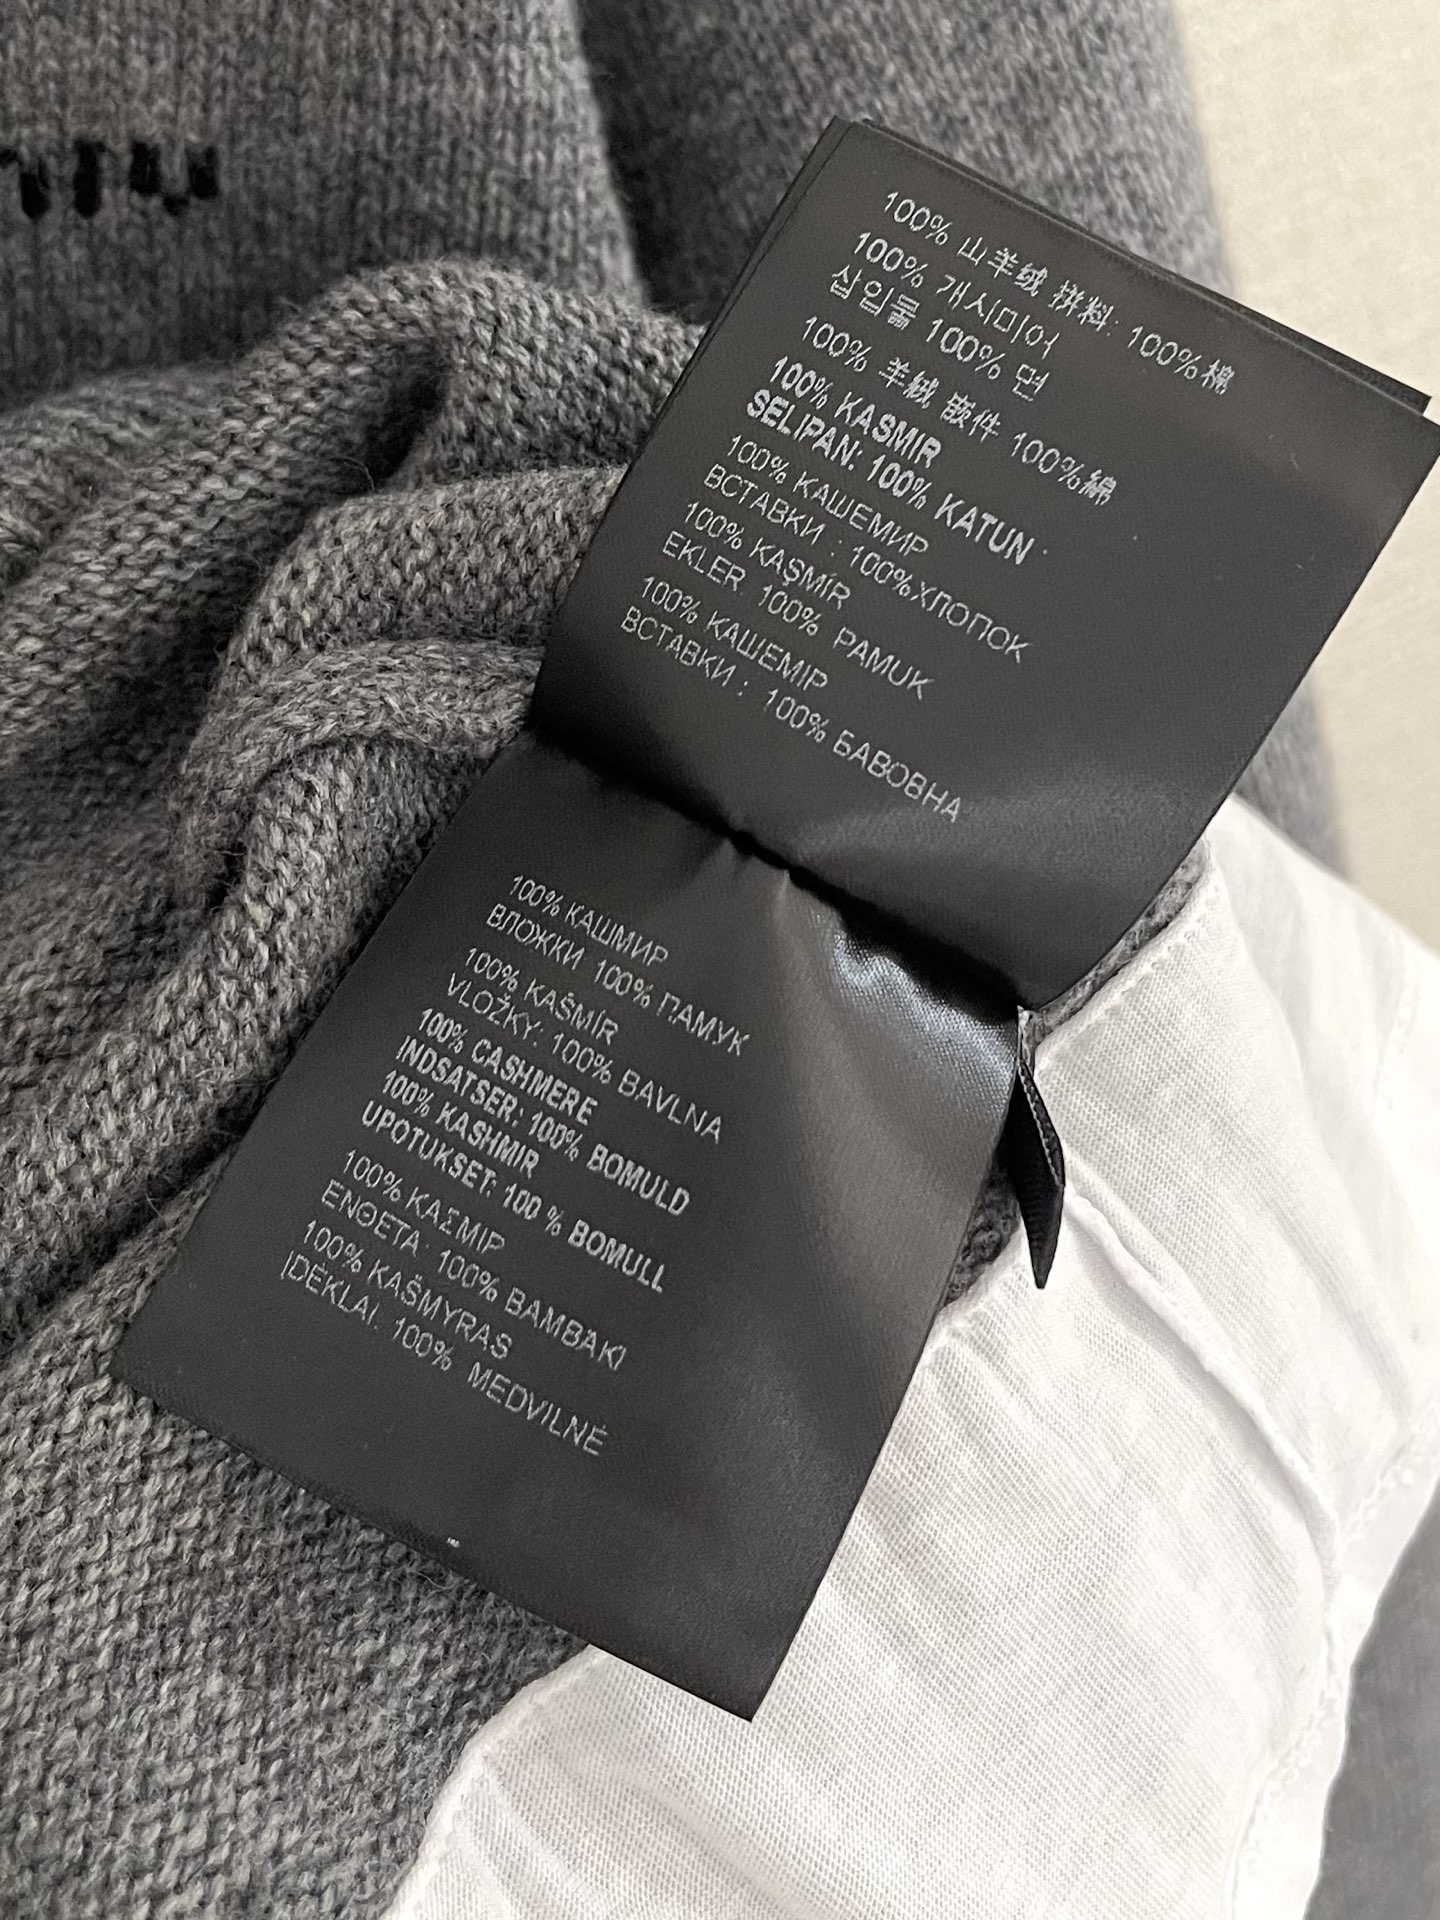 100% 山羊绒 拼料: 100%棉
100% 개시미어
삽입물 100% 면
100% 羊絨 嵌件 100%綿
100% KASMIR
SELIPAN: 100% KATUN
100% КАШЕМИР
ВСТАВКИ : 100%ХЛОПОК
100% KAŞMİR
EKLER. 100% PAMUK
100% КАШЕМІР
ВСТАВКИ : 100% БАВОВНА
100% КАШМИР
ВЛОЖКИ 100% ПАМУК
100% KAŠMÍR
VLOŽKY: 100% BAVLNA
100% CASHMERE
INDSATSER: 100% BOMULD
100% KASHMIR
UPOTUKSET: 100 % BOMULL
100% ΚΑΣΜΙΡ
ΕΝΘΕΤΑ: 100% ΒΑΜΒΑΚΙ
100% KAŠMYRAS
ĮDĖKLAI. 100% MEDVILNĖ